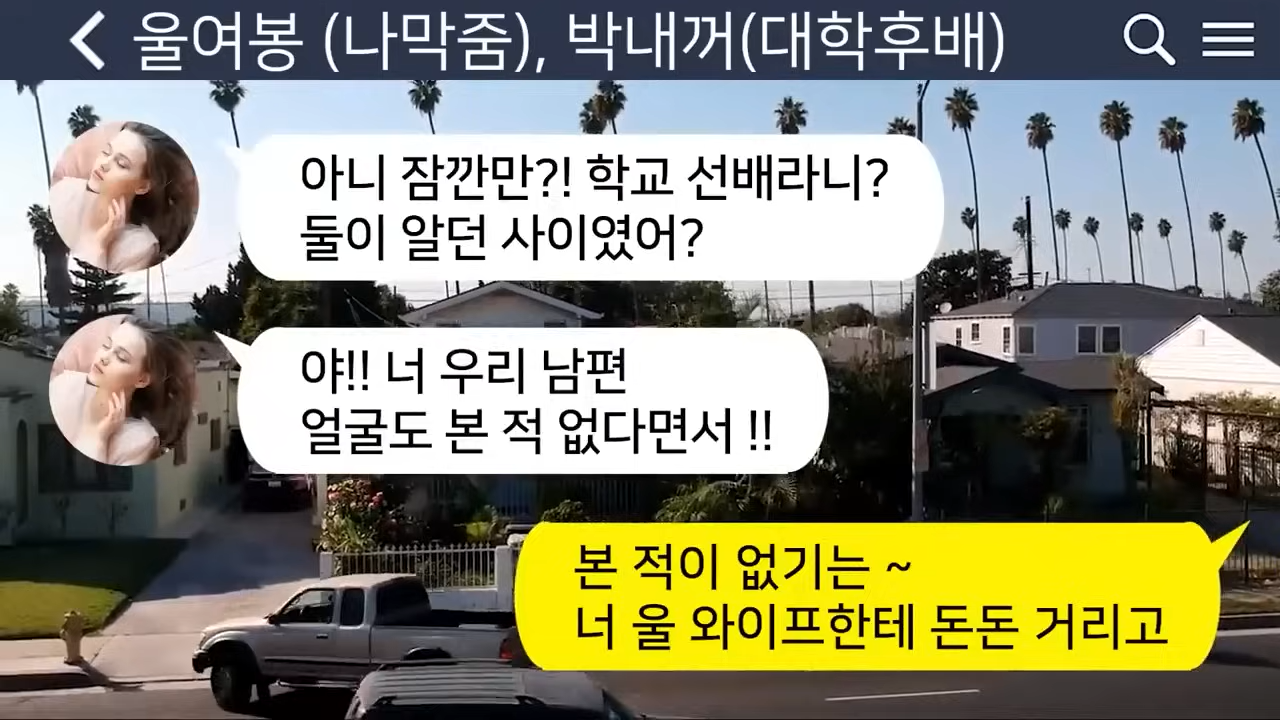 울여봉 (나막줌), 박내꺼(대학후배)
아니 잠깐만?! 학교 선배라니?
둘이 알던 사이였어?
야!! 너 우리 남편
얼굴도 본 적 없다면서 !!
본 적이 없기는 ~
너 울 와이프한테 돈돈 거리고